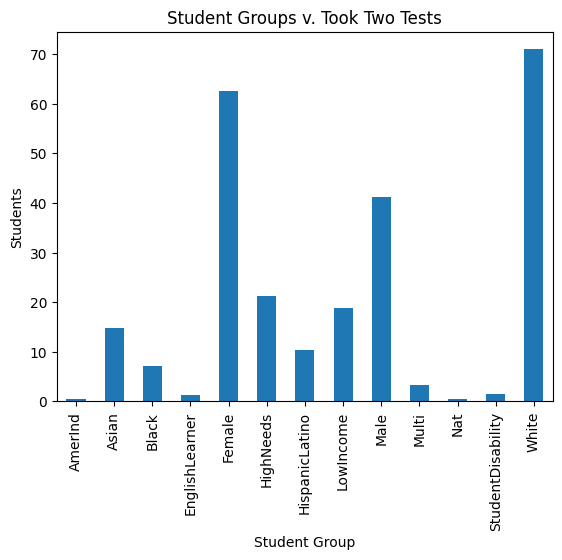 Student Groups v. Took Two Tests
70
60
50
40
30
20
10
0
Students
AmerInd
Asian
Black
EnglishLearner
Female
HighNeeds
HispanicLatino
LowIncome
Male
Multi
Nat
StudentDisability
White
Student Group